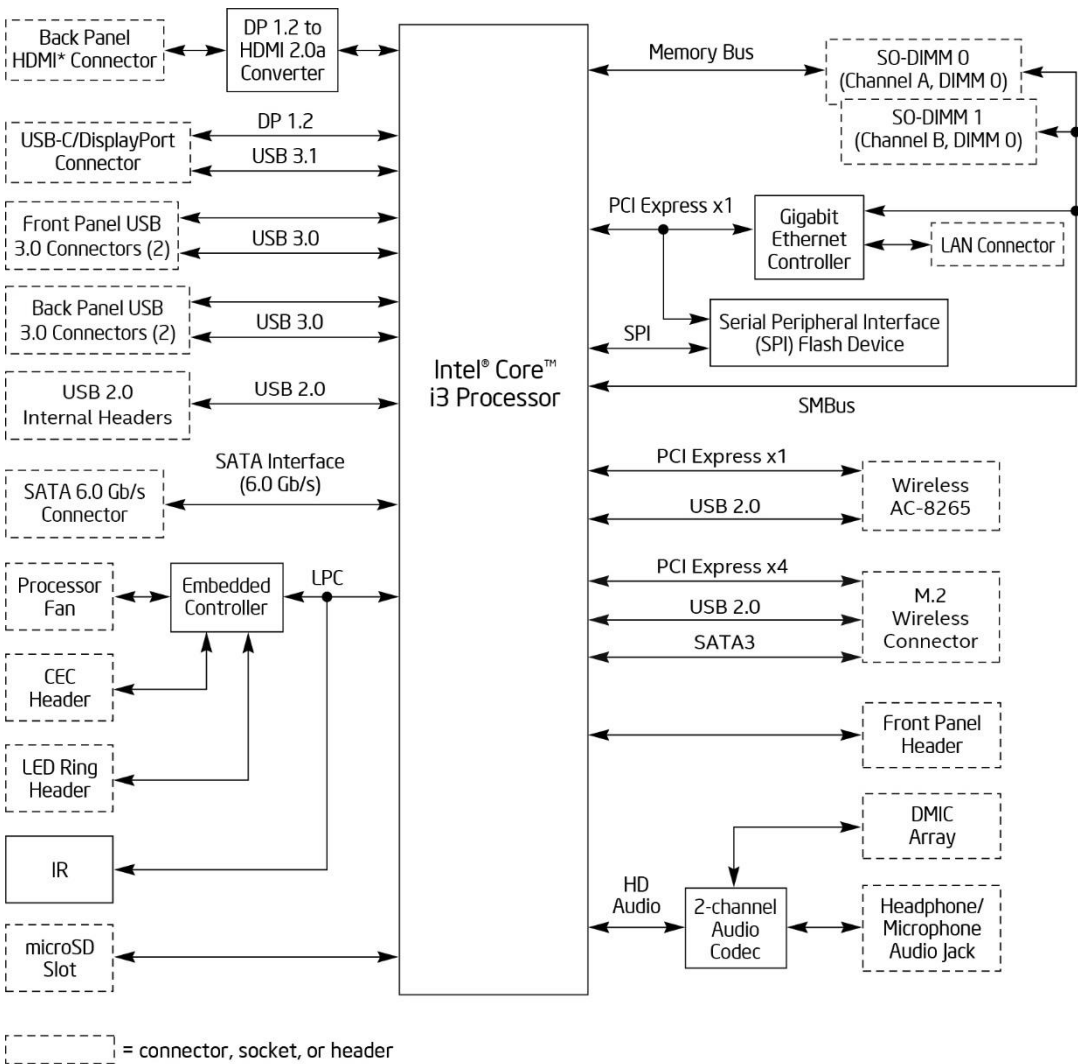 Back Panel
HDMI* Connector
DP 1.2 to
HDMI 2.0a
Converter
USB-C/DisplayPort
Connector
DP 1.2
USB 3.1
Front Panel USB
3.0 Connectors (2)
USB 3.0
Back Panel USB
3.0 Connectors (2)
USB 3.0
USB 2.0
Internal Headers
USB 2.0
SATA 6.0 Gb/s
Connector
SATA Interface
(6.0 Gb/s)
Processor
Fan
Embedded
Controller
LPC
CEC
Header
LED Ring
Header
IR
microSD
Slot
Intel® Core™
i3 Processor
Memory Bus
SO-DIMM 0
(Channel A, DIMM 0)
SO-DIMM 1
(Channel B, DIMM 0)
PCI Express x1
Gigabit
Ethernet
Controller
LAN Connector
SPI
Serial Peripheral Interface
(SPI) Flash Device
SMBus
PCI Express x1
USB 2.0
Wireless
AC-8265
PCI Express x4
USB 2.0
SATA3
M.2
Wireless
Connector
Front Panel
Header
DMIC
Array
HD
Audio
2-channel
Audio
Codec
Headphone/
Microphone
Audio Jack
= connector, socket, or header